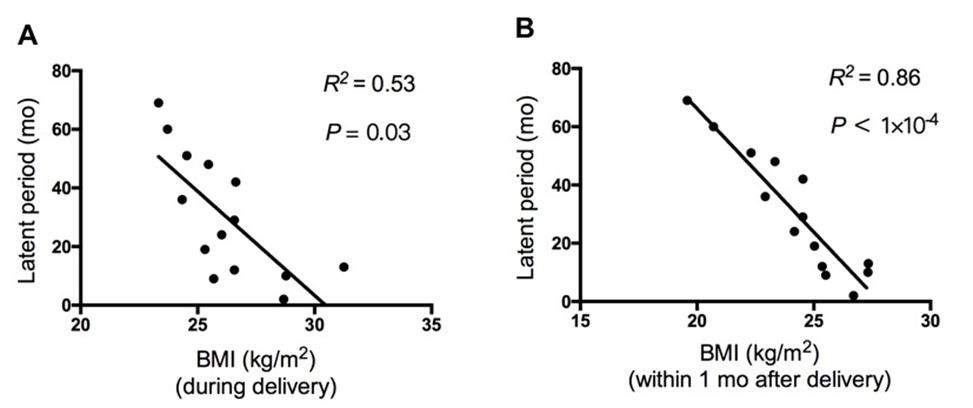 A
R² = 0.53
P = 0.03
Latent period (mo)
80
60
40
20
0
20
25
30
35
BMI (kg/m²)
(during delivery)
B
R² = 0.86
P < 1×10⁻⁴
Latent period (mo)
80
60
40
20
0
15
20
25
30
BMI (kg/m²)
(within 1 mo after delivery)